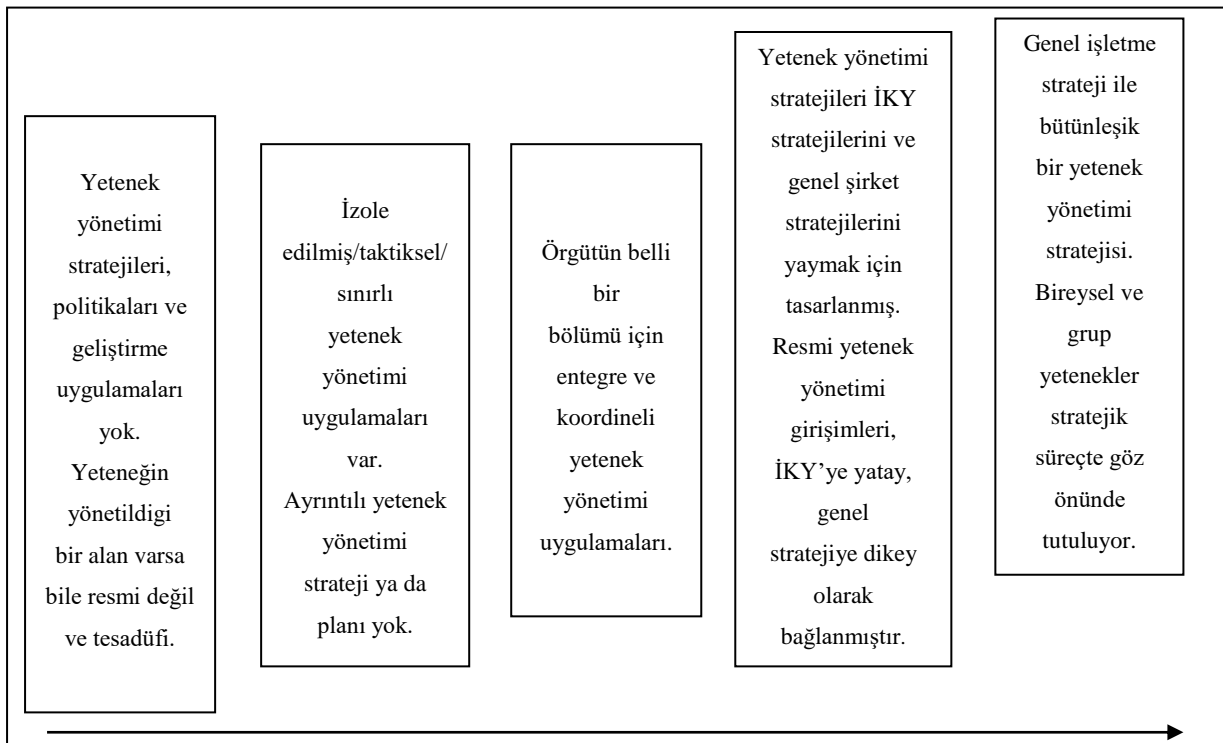 Yetenek
yönetimi
stratejileri,
politikaları ve
geliştirme
uygulamaları
yok.
Yeteneğin
yönetildigi
bir alan varsa
bile resmi değil
ve tesadüfi.
İzole
edilmiş/taktiksel/
sınırlı
yetenek
yönetimi
uygulamaları
var.
Ayrıntılı yetenek
yönetimi
strateji ya da
planı yok.
Örgütün belli
bir
bölümü için
entegre ve
koordineli
yetenek
yönetimi
uygulamaları.
Yetenek yönetimi
stratejileri İKY
stratejilerini ve
genel şirket
stratejilerini
yaymak için
tasarlanmış.
Resmi yetenek
yönetimi
girişimleri,
İKY’ye yatay,
genel
stratejiye dikey
olarak
bağlanmıştır.
Genel işletme
strateji ile
bütünleşik
bir yetenek
yönetimi
stratejisi.
Bireysel ve
grup
yetenekler
stratejik
süreçte göz
önünde
tutuluyor.